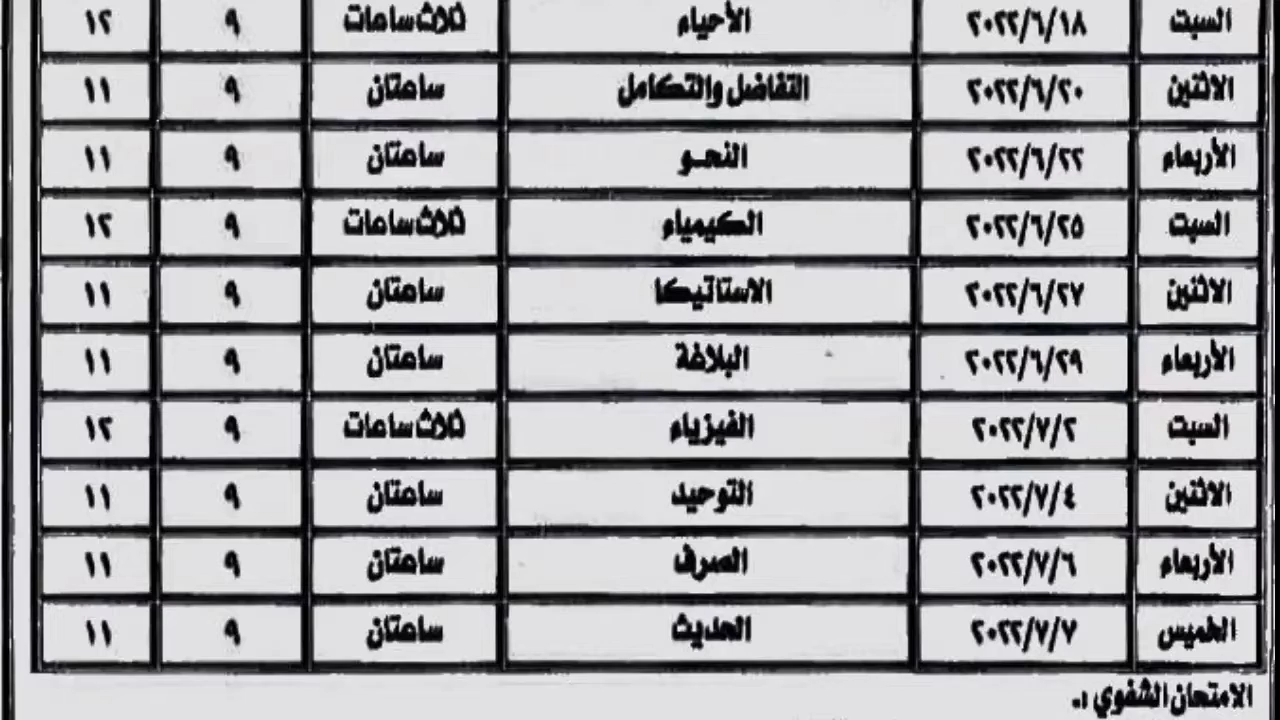 السبت ٢٠٢٢/٦/١٨ الأحياء ثلاث ساعات ٩ ١٢
الاثنين ٢٠٢٢/٦/٢٠ التفاضل والتكامل ساعتان ٩ ١١
الأربعاء ٢٠٢٢/٦/٢٢ النحو ساعتان ٩ ١١
السبت ٢٠٢٢/٦/٢٥ الكيمياء ثلاث ساعات ٩ ١٢
الاثنين ٢٠٢٢/٦/٢٧ الاستاتيكا ساعتان ٩ ١١
الأربعاء ٢٠٢٢/٦/٢٩ البلاغة ساعتان ٩ ١١
السبت ٢٠٢٢/٧/٢ الفيزياء ثلاث ساعات ٩ ١٢
الاثنين ٢٠٢٢/٧/٤ التوحيد ساعتان ٩ ١١
الأربعاء ٢٠٢٢/٧/٦ الصرف ساعتان ٩ ١١
الخميس ٢٠٢٢/٧/٧ الحديث ساعتان ٩ ١١
الامتحان الشفوي :-